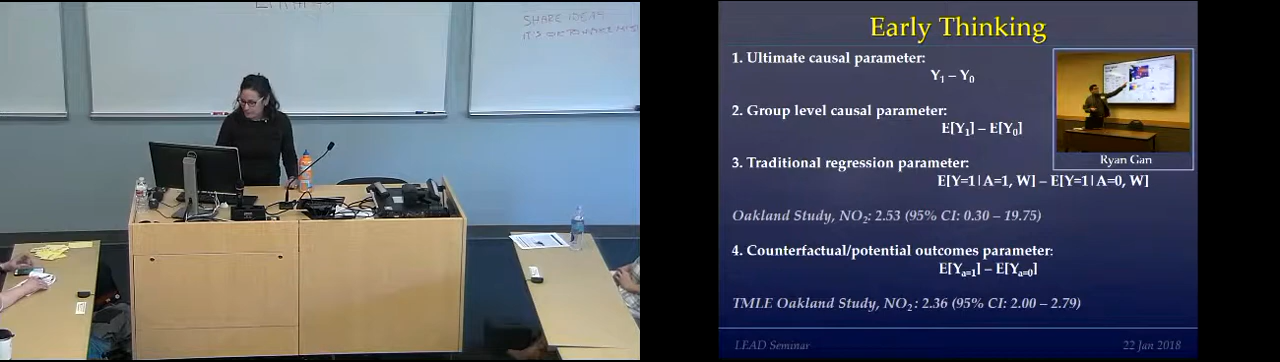 SHARE IDEAS
Early Thinking
1. Ultimate causal parameter:
Y1 – Y0
2. Group level causal parameter:
E[Y1] – E[Y0]
Ryan Gan
3. Traditional regression parameter:
E[Y=1|A=1, W] – E[Y=1|A=0, W]
Oakland Study, NO2: 2.53 (95% CI: 0.30 – 19.75)
4. Counterfactual/potential outcomes parameter:
E[Ya=1] – E[Ya=0]
TMLE Oakland Study, NO2: 2.36 (95% CI: 2.00 – 2.79)
LEAD Seminar
22 Jan 2018